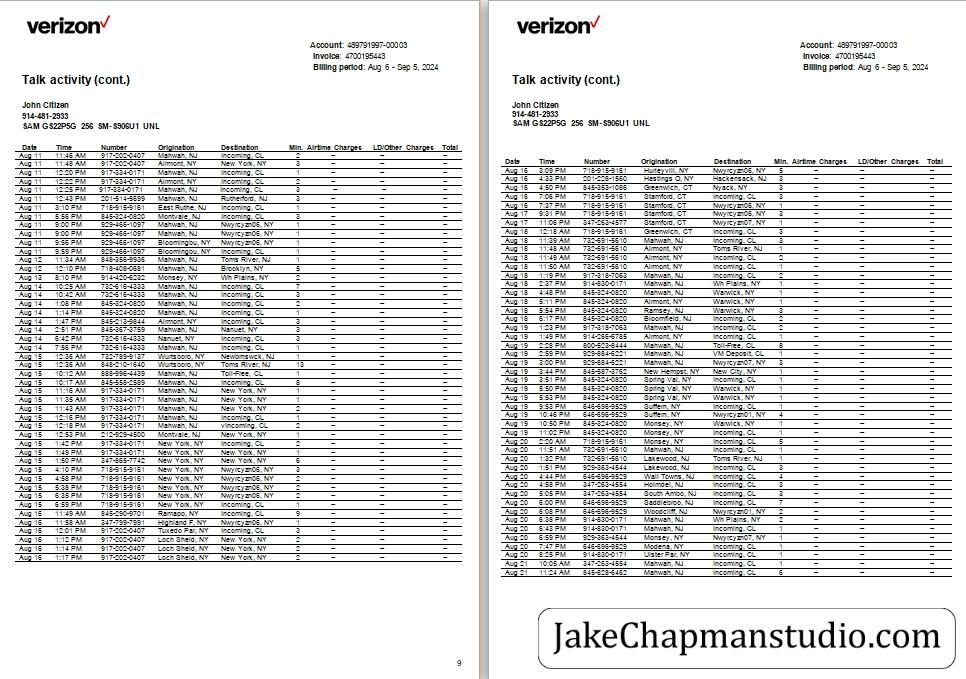 verizon
Account: 489791997-00003
Invoice: 4700195443
Billing period: Aug 6 - Sep 5, 2024
Talk activity (cont.)
John Citizen
914-481-2933
SAM GS22P5G 256 SM-S906U1 UNL
Date Time Number Origination Destination Min. Airtime Charges LD/Other Charges Total
Aug 11 11:46 AM 917-202-0407 Mahwah, NJ Incoming, CL 2 – – –
Aug 11 11:48 AM 917-202-0407 Airmont, NY New York, NY 3 – – –
Aug 11 12:20 PM 917-334-0171 Mahwah, NJ Incoming, CL 1 – – –
Aug 11 12:22 PM 917-334-0171 Airmont, NY Incoming, CL 2 – – –
Aug 11 12:25 PM 917-334-0171 Mahwah, NJ Incoming, CL 3 – – –
Aug 11 12:43 PM 201-514-5699 Mahwah, NJ Rutherford, NJ 3 – – –
Aug 11 3:10 PM 718-915-9161 East Ruthe, NJ Incoming, CL 1 – – –
Aug 11 5:56 PM 845-324-0820 Montvale, NJ Incoming, CL 3 – – –
Aug 11 9:00 PM 929-466-1097 Mahwah, NJ Nwyrcyzn06, NY 1 – – –
Aug 11 9:00 PM 929-466-1097 Mahwah, NJ Nwyrcyzn06, NY 1 – – –
Aug 11 9:56 PM 929-466-1097 Bloomingbu, NY Nwyrcyzn06, NY 1 – – –
Aug 11 9:59 PM 929-466-1097 Bloomingbu, NY Incoming, CL 1 – – –
Aug 12 11:34 AM 848-356-9936 Mahwah, NJ Toms River, NJ 1 – – –
Aug 12 12:10 PM 718-408-0681 Mahwah, NJ Brooklyn, NY 5 – – –
Aug 13 8:10 PM 914-420-6232 Monsey, NY Wh Plains, NY 2 – – –
Aug 14 10:25 AM 732-616-4333 Mahwah, NJ Incoming, CL 7 – – –
Aug 14 10:42 AM 732-616-4333 Mahwah, NJ Incoming, CL 3 – – –
Aug 14 1:08 PM 845-324-0820 Mahwah, NJ Incoming, CL 2 – – –
Aug 14 1:14 PM 845-324-0820 Mahwah, NJ Incoming, CL 1 – – –
Aug 14 1:47 PM 845-213-9844 Airmont, NY Incoming, CL 3 – – –
Aug 14 2:51 PM 845-367-3759 Mahwah, NJ Nanuet, NY 3 – – –
Aug 14 6:42 PM 732-616-4333 Nanuet, NY Incoming, CL 3 – – –
Aug 14 7:56 PM 732-616-4333 Mahwah, NJ Incoming, CL 1 – – –
Aug 15 12:36 AM 732-789-9137 Wurtsboro, NY Newbrnswck, NJ 1 – – –
Aug 15 12:36 AM 848-210-1640 Wurtsboro, NY Toms River, NJ 13 – – –
Aug 15 10:12 AM 888-996-4439 Mahwah, NJ Toll-Free, CL 1 – – –
Aug 15 10:17 AM 845-558-2589 Mahwah, NJ Incoming, CL 8 – – –
Aug 15 11:16 AM 917-334-0171 Mahwah, NJ New York, NY 1 – – –
Aug 15 11:35 AM 917-334-0171 Mahwah, NJ New York, NY 1 – – –
Aug 15 11:43 AM 917-334-0171 Mahwah, NJ New York, NY 2 – – –
Aug 15 12:16 PM 917-334-0171 Mahwah, NJ Incoming, CL 1 – – –
Aug 15 12:18 PM 917-334-0171 Mahwah, NJ vIncoming, CL 2 – – –
Aug 15 12:53 PM 212-929-4500 Montvale, NJ New York, NY 1 – – –
Aug 15 1:42 PM 917-334-0171 New York, NY Incoming, CL 1 – – –
Aug 15 1:49 PM 917-334-0171 New York, NY Incoming, CL 1 – – –
Aug 15 1:50 PM 347-865-7742 New York, NY New York, NY 6 – – –
Aug 15 4:10 PM 718-915-9161 New York, NY Nwyrcyzn06, NY 3 – – –
Aug 15 4:58 PM 718-915-9161 New York, NY Nwyrcyzn06, NY 2 – – –
Aug 15 5:38 PM 718-915-9161 New York, NY Nwyrcyzn06, NY 2 – – –
Aug 15 6:35 PM 718-915-9161 New York, NY Nwyrcyzn06, NY 2 – – –
Aug 15 6:59 PM 718-915-9161 New York, NY Incoming, CL 1 – – –
Aug 16 11:49 AM 845-290-9701 Ramapo, NY Incoming, CL 9 – – –
Aug 16 11:58 AM 347-799-7991 Highland F, NY Nwyrcyzn06, NY 1 – – –
Aug 16 12:01 PM 917-202-0407 Tuxedo Par, NY Incoming, CL 3 – – –
Aug 16 1:12 PM 917-202-0407 Loch Sheld, NY New York, NY 2 – – –
Aug 16 1:14 PM 917-202-0407 Loch Sheld, NY New York, NY 2 – – –
Aug 16 1:17 PM 917-202-0407 Loch Sheld, NY New York, NY 2 – – –
9
verizon
Account: 489791997-00003
Invoice: 4700195443
Billing period: Aug 6 - Sep 5, 2024
Talk activity (cont.)
John Citizen
914-481-2933
SAM GS22P5G 256 SM-S906U1 UNL
Date Time Number Origination Destination Min. Airtime Charges LD/Other Charges Total
Aug 16 3:09 PM 718-915-9161 Hurleyvill, NY Nwyrcyzn06, NY 5 – – –
Aug 16 4:33 PM 201-226-1560 Hastings O, NY Hackensack, NJ 3 – – –
Aug 16 4:50 PM 845-353-1086 Greenwich, CT Nyack, NY 3 – – –
Aug 16 7:06 PM 718-915-9161 Stamford, CT Incoming, CL 3 – – –
Aug 16 7:37 PM 718-915-9161 Stamford, CT Nwyrcyzn06, NY 2 – – –
Aug 17 9:31 PM 718-915-9161 Stamford, CT Nwyrcyzn06, NY 3 – – –
Aug 17 11:06 PM 347-263-4577 Stamford, CT Nwyrcyzn07, NY 1 – – –
Aug 18 12:18 AM 718-915-9161 Greenwich, CT Incoming, CL 3 – – –
Aug 18 11:39 AM 732-691-5610 Mahwah, NJ Incoming, CL 3 – – –
Aug 18 11:48 AM 732-691-5610 Airmont, NY Toms River, NJ 1 – – –
Aug 18 11:49 AM 732-691-5610 Airmont, NY Incoming, CL 2 – – –
Aug 18 11:50 AM 732-691-5610 Airmont, NY Incoming, CL 1 – – –
Aug 18 1:19 PM 917-318-7063 Mahwah, NJ Incoming, CL 2 – – –
Aug 18 2:37 PM 914-830-0171 Mahwah, NJ Wh Plains, NY 1 – – –
Aug 18 4:48 PM 845-324-0820 Mahwah, NJ Warwick, NY 1 – – –
Aug 18 5:11 PM 845-324-0820 Airmont, NY Warwick, NY 1 – – –
Aug 18 5:54 PM 845-324-0820 Ramsey, NJ Warwick, NY 3 – – –
Aug 18 6:17 PM 845-324-0820 Bloomfield, NJ Incoming, CL 2 – – –
Aug 19 1:23 PM 917-318-7063 Mahwah, NJ Incoming, CL 2 – – –
Aug 19 1:49 PM 914-266-6785 Airmont, NY Incoming, CL 1 – – –
Aug 19 2:28 PM 800-523-8444 Mahwah, NJ Toll-Free, CL 8 – – –
Aug 19 2:59 PM 929-984-6221 Mahwah, NJ VM Deposit, CL 1 – – –
Aug 19 3:00 PM 929-984-6221 Mahwah, NJ Nwyrcyzn07, NY 3 – – –
Aug 19 3:44 PM 845-587-3762 New Hempst, NY New City, NY 1 – – –
Aug 19 3:51 PM 845-324-0820 Spring Val, NY Incoming, CL 1 – – –
Aug 19 5:50 PM 845-324-0820 Spring Val, NY Warwick, NY 1 – – –
Aug 19 5:53 PM 845-324-0820 Spring Val, NY Warwick, NY 1 – – –
Aug 19 9:53 PM 646-696-9529 Suffern, NY Incoming, CL 2 – – –
Aug 19 10:46 PM 646-696-9529 Suffern, NY Nwyrcyzn01, NY 4 – – –
Aug 19 10:50 PM 845-324-0820 Monsey, NY Warwick, NY 1 – – –
Aug 19 11:02 PM 845-324-0820 Monsey, NY Incoming, CL 1 – – –
Aug 20 2:20 AM 718-915-9161 Monsey, NY Incoming, CL 5 – – –
Aug 20 11:51 AM 732-691-5610 Mahwah, NJ Incoming, CL 1 – – –
Aug 20 1:32 PM 732-691-5610 Lakewood, NJ Toms River, NJ 1 – – –
Aug 20 1:51 PM 929-363-4544 Lakewood, NJ Incoming, CL 3 – – –
Aug 20 4:44 PM 646-696-9529 Wall Towns, NJ Incoming, CL 4 – – –
Aug 20 4:58 PM 347-263-4554 Holmdel, NJ Incoming, CL 3 – – –
Aug 20 5:05 PM 347-263-4554 South Ambo, NJ Incoming, CL 3 – – –
Aug 20 6:00 PM 646-696-9529 Saddlebroo, NJ Incoming, CL 7 – – –
Aug 20 6:08 PM 646-696-9529 Woodcliff, NJ Nwyrcyzn01, NY 2 – – –
Aug 20 6:38 PM 914-830-0171 Mahwah, NJ Wh Plains, NY 2 – – –
Aug 20 6:43 PM 914-830-0171 Mahwah, NJ Incoming, CL 1 – – –
Aug 20 6:59 PM 929-363-4544 Mahwah, NJ Nwyrcyzn07, NY 1 – – –
Aug 20 7:47 PM 646-696-9529 Modena, NY Incoming, CL 1 – – –
Aug 20 8:25 PM 914-830-0171 Ulster Par, NY Incoming, CL 1 – – –
Aug 21 10:05 AM 347-263-4554 Mahwah, NJ Incoming, CL 1 – – –
Aug 21 11:24 AM 845-828-6462 Mahwah, NJ Incoming, CL 6 – – –
JakeChapmanstudio.com